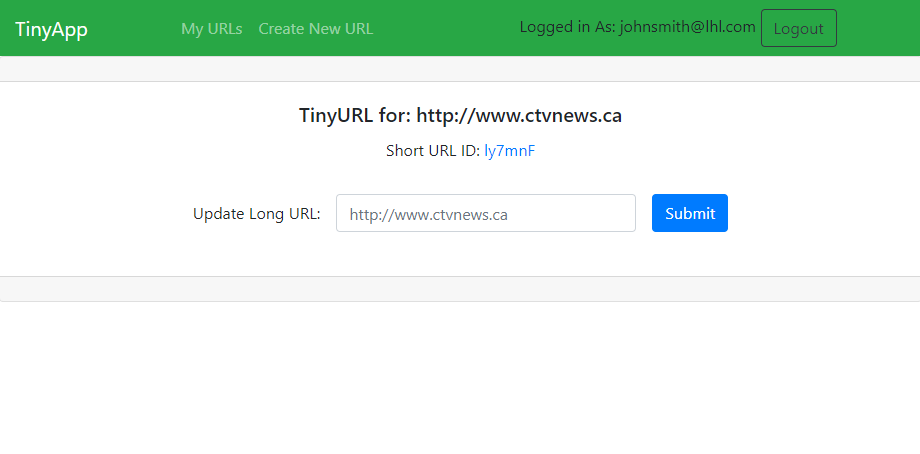 TinyApp My URLs Create New URL Logged in As: johnsmith@lhl.com Logout
TinyURL for: http://www.ctvnews.ca
Short URL ID: ly7mnF
Update Long URL: http://www.ctvnews.ca Submit